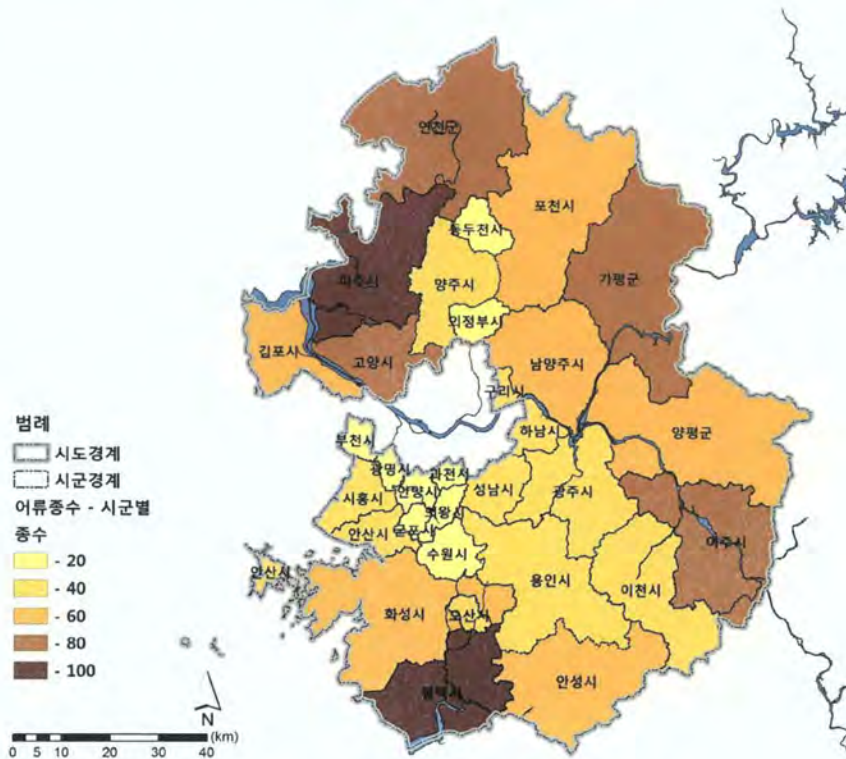 연천군
포천시
동두천시
파주시
양주시
가평군
의정부시
김포시
고양시
남양주시
구리시
범례
시도경계
시군경계
어류종수 - 시군별
종수
- 20
- 40
- 60
- 80
- 100
부천시
하남시
양평군
광명시
과천시
시흥시
안양시
성남시
광주시
의왕시
안산시
군포시
여주시
수원시
안산시
용인시
이천시
화성시
오산시
평택시
안성시
N
0 5 10 20 30 40 (km)